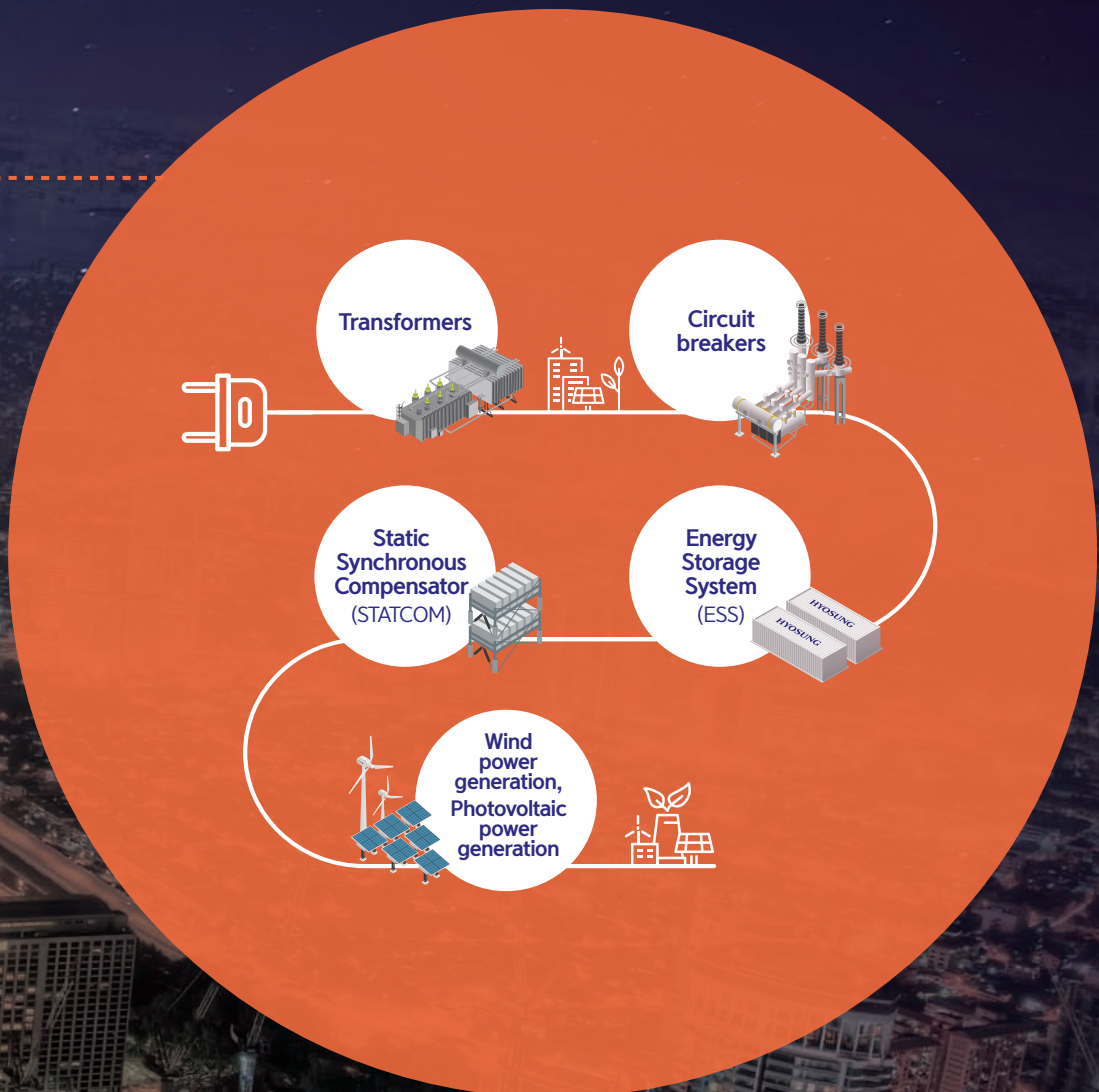 Transformers
Circuit
breakers
Static
Synchronous
Compensator
(STATCOM)
Energy
Storage
System
(ESS)
HYOSUNG
HYOSUNG
Wind
power
generation,
Photovoltaic
power
generation